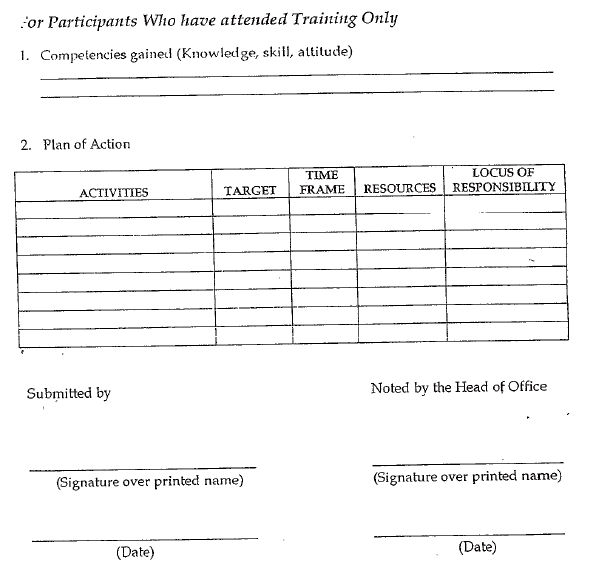 For Participants Who have attended Training Only
1. Competencies gained (Knowledge, skill, attitude)
2. Plan of Action
ACTIVITIES TARGET TIME FRAME RESOURCES LOCUS OF RESPONSIBILITY
Submitted by
Noted by the Head of Office
(Signature over printed name)
(Signature over printed name)
(Date)
(Date)